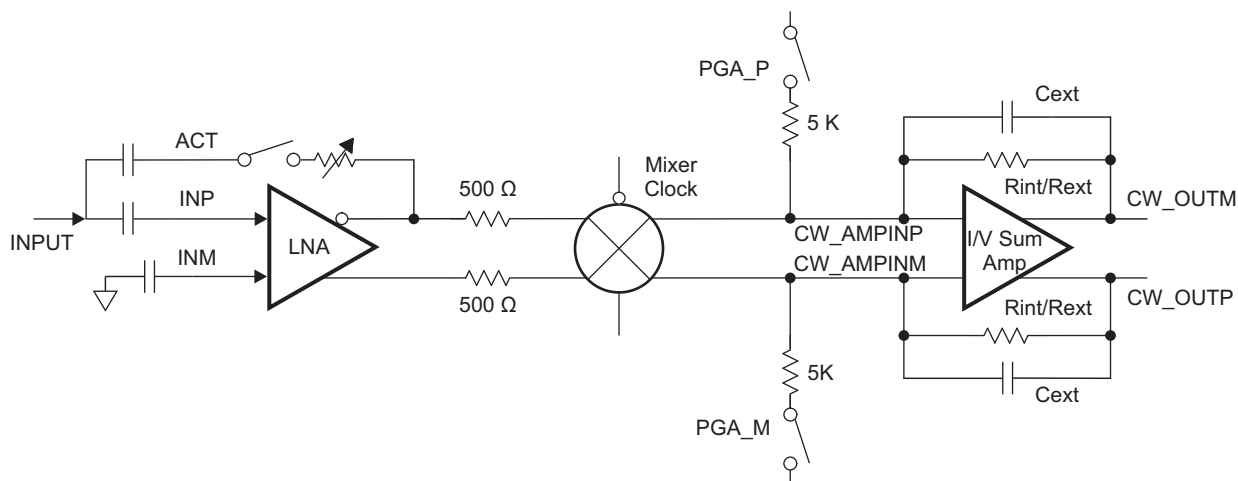 PGA_P
5 K
Cext
ACT
Mixer
Clock
Rint/Rext
500 Ω
INP
CW_OUTM
INPUT
LNA
CW_AMPINP
I/V Sum
Amp
INM
CW_AMPINM
500 Ω
Rint/Rext
CW_OUTP
5K
Cext
PGA_M